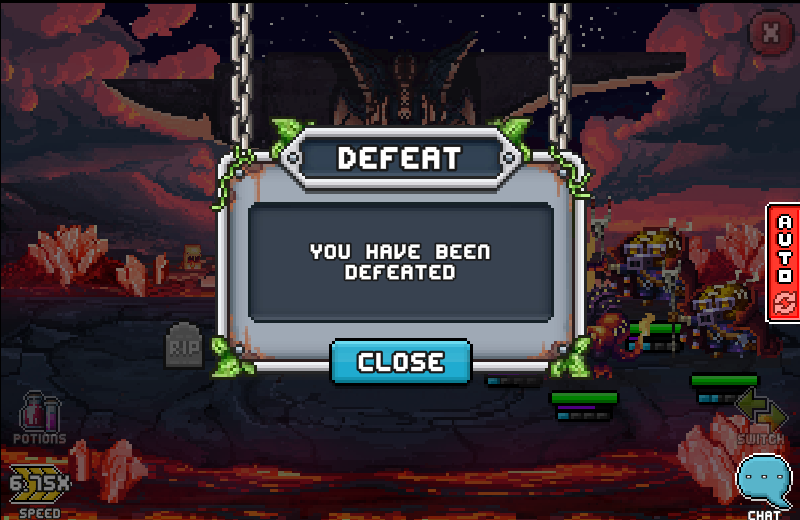 X
DEFEAT
YOU HAVE BEEN
DEFEATED
AUTO
RIP
CLOSE
POTIONS
SWITCH
6.75X
SPEED
CHAT